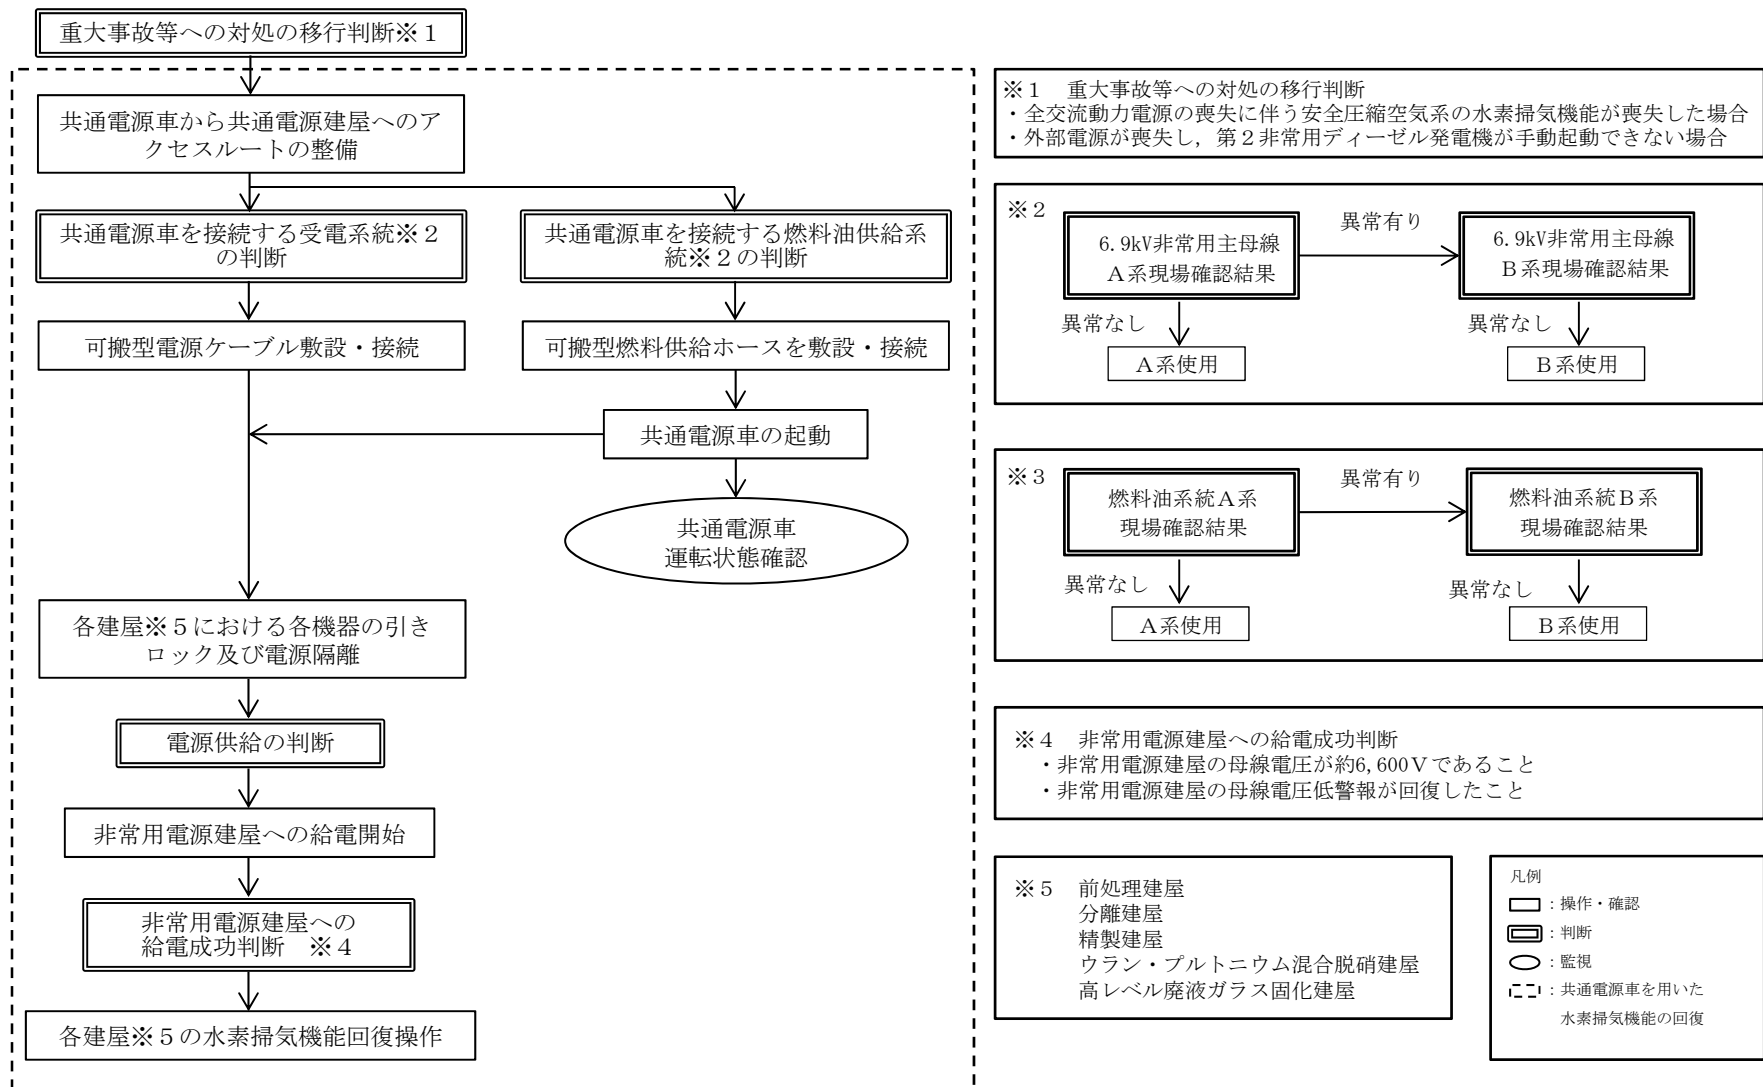 重大事故等への対処の移行判断※1
共通電源車から共通電源建屋へのア
クセスルートの整備
共通電源車を接続する受電系統※2
の判断
共通電源車を接続する燃料油供給系
統※2の判断
可搬型電源ケーブル敷設・接続
可搬型燃料供給ホースを敷設・接続
共通電源車の起動
共通電源車
運転状態確認
各建屋※5における各機器の引き
ロック及び電源隔離
電源供給の判断
非常用電源建屋への給電開始
非常用電源建屋への
給電成功判断 ※4
各建屋※5の水素掃気機能回復操作
※1 重大事故等への対処の移行判断
・全交流動力電源の喪失に伴う安全圧縮空気系の水素掃気機能が喪失した場合
・外部電源が喪失し，第2非常用ディーゼル発電機が手動起動できない場合
※2
6.9kV非常用主母線
A系現場確認結果
異常有り
6.9kV非常用主母線
B系現場確認結果
異常なし
異常なし
A系使用
B系使用
※3
燃料油系統A系
現場確認結果
異常有り
燃料油系統B系
現場確認結果
異常なし
異常なし
A系使用
B系使用
※4 非常用電源建屋への給電成功判断
・非常用電源建屋の母線電圧が約6,600Vであること
・非常用電源建屋の母線電圧低警報が回復したこと
※5 前処理建屋
分離建屋
精製建屋
ウラン・プルトニウム混合脱硝建屋
高レベル廃液ガラス固化建屋
凡例
：操作・確認
：判断
：監視
：共通電源車を用いた
水素掃気機能の回復